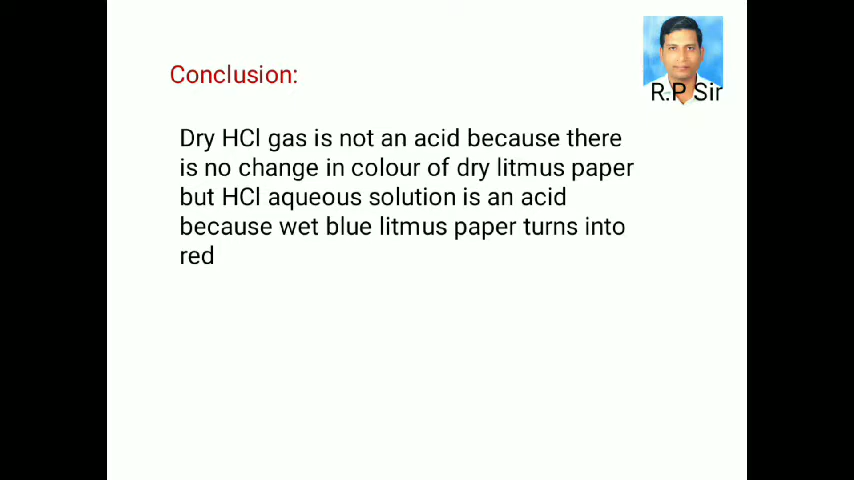 R.P Sir
Conclusion:
Dry HCl gas is not an acid because there
is no change in colour of dry litmus paper
but HCl aqueous solution is an acid
because wet blue litmus paper turns into
red